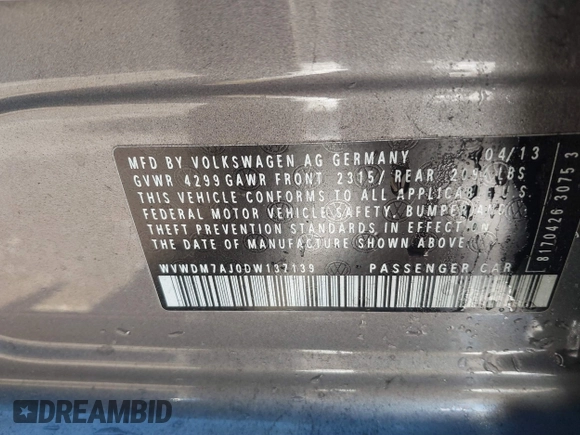 MFD BY VOLKSWAGEN AG GERMANY 04/13
GVWR 4299 GAWR FRONT 2315/ REAR LBS
THIS VEHICLE CONFORMS TO ALL APPLICABLE U.S.
FEDERAL MOTOR VEHICLE SAFETY, BUMPER AND
THEFT PREVENTION STANDARDS IN EFFECT ON
THE DATE OF MANUFACTURE SHOWN ABOVE.
WVWDM7AJ0DW137139 PASSENGER CAR
8170426 3075 3
DREAMBID